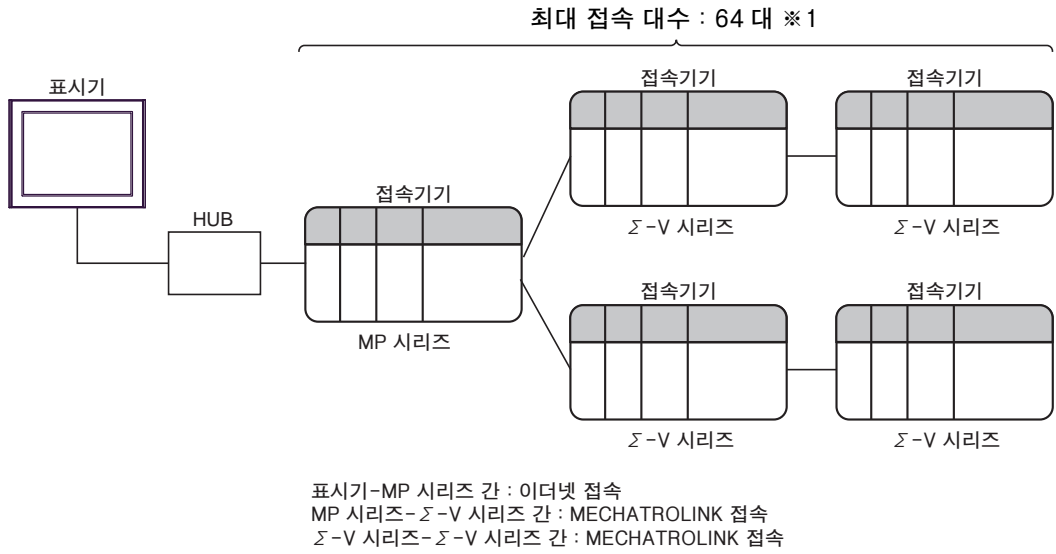 최대 접속 대수 : 64 대 ※1
표시기
HUB
접속기기
MP 시리즈
접속기기
Σ-V 시리즈
접속기기
Σ-V 시리즈
접속기기
Σ-V 시리즈
접속기기
Σ-V 시리즈
표시기-MP 시리즈 간 : 이더넷 접속
MP 시리즈-Σ-V 시리즈 간 : MECHATROLINK 접속
Σ-V 시리즈-Σ-V 시리즈 간 : MECHATROLINK 접속